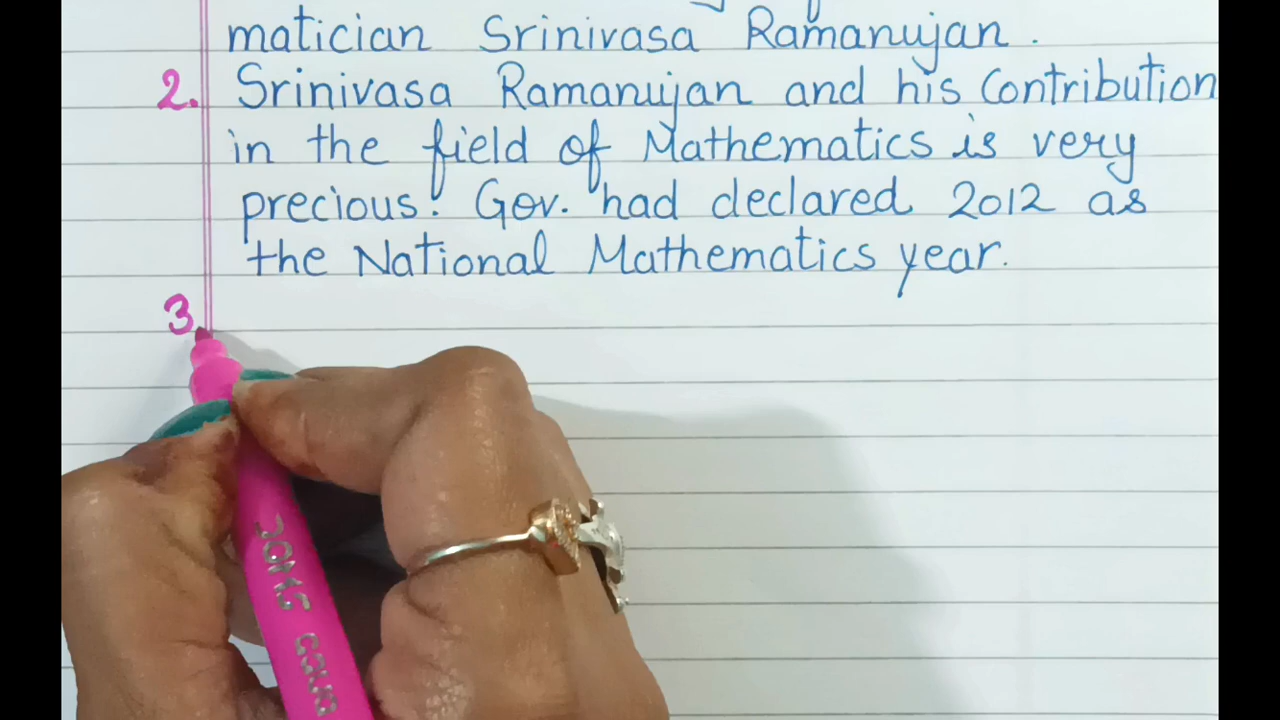 matician Srinivasa Ramanujan.
2. Srinivasa Ramanujan and his Contribution
in the field of Mathematics is very
precious. Gov. had declared 2012 as
the National Mathematics year.
3